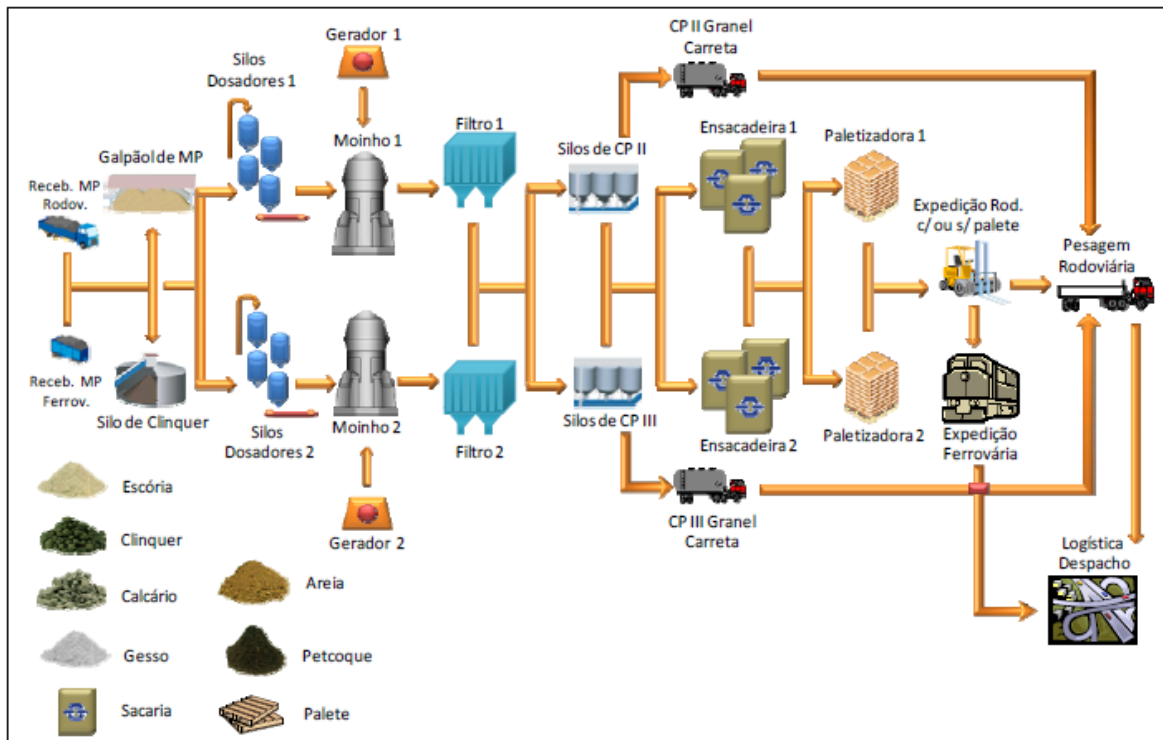 CP II Granel
Carreta
Gerador 1
Silos
Dosadores 1
Moinho 1
Filtro 1
Silos de CP II
Ensacadeira 1
Paletizadora 1
Galpãol de MP
Receb. MP
Rodov.
Expedição Rod.
c/ ou s/ palete
Pesagem
Rodoviária
Receb. MP
Ferrov.
Silo de Clinquer
Silos
Dosadores 2
Moinho 2
Filtro 2
Silos de CP III
Ensacadeira 2
Paletizadora 2
Expedição
Ferrovária
Gerador 2
CP III Granel
Carreta
Logística
Despacho
Escória
Clinquer
Calcário
Areia
Gesso
Petcoque
Sacaria
Palete